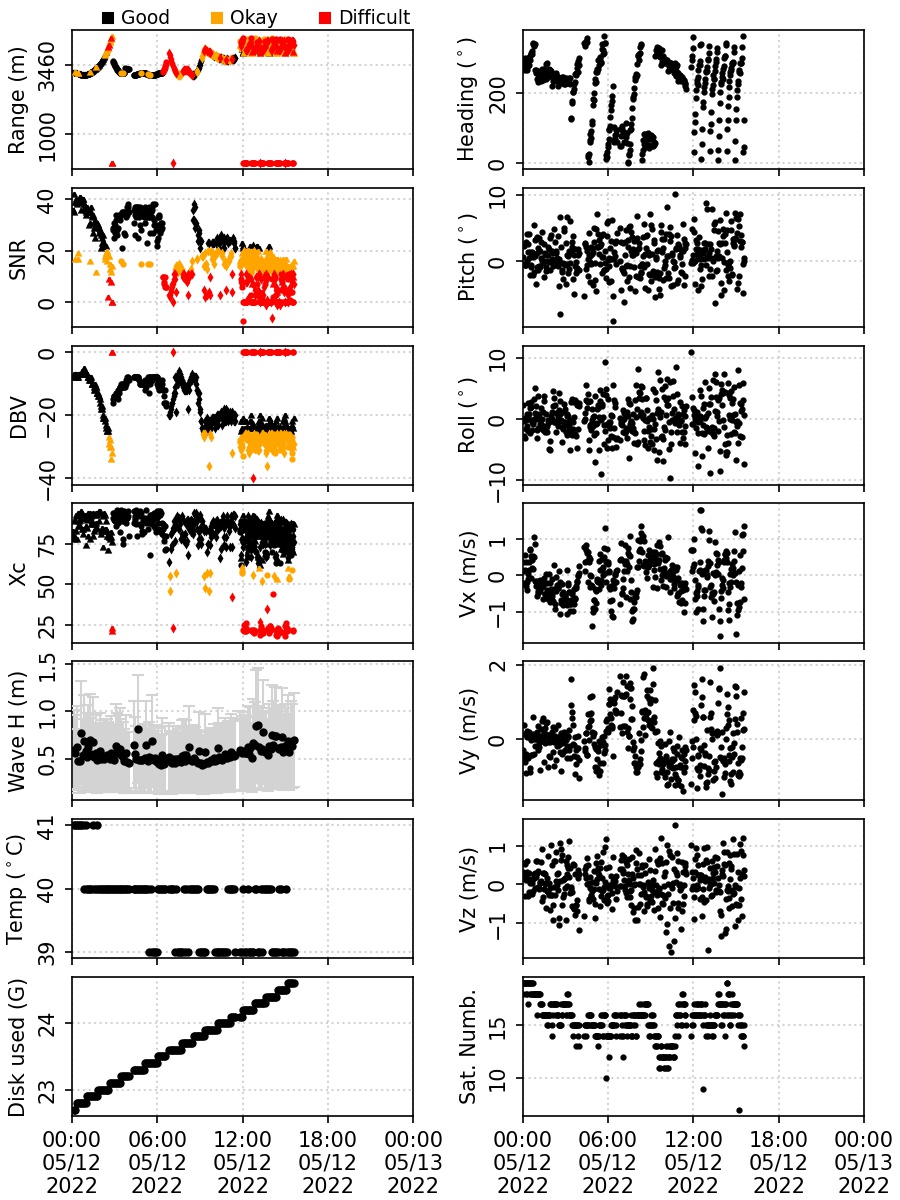 Good Okay Difficult
Range (m)
3460
1000
Heading (°)
200
0
SNR
40
20
0
Pitch (°)
10
0
DBV
0
−20
−40
Roll (°)
10
0
−10
Xc
75
50
25
Vx (m/s)
1
0
−1
Wave H (m)
1.5
1.0
0.5
Vy (m/s)
2
0
Temp (°C)
41
40
39
Vz (m/s)
1
0
−1
Disk used (G)
24
23
Sat. Numb.
15
10
00:00 06:00 12:00 18:00 00:00
05/12 05/12 05/12 05/12 05/13
2022 2022 2022 2022 2022
00:00 06:00 12:00 18:00 00:00
05/12 05/12 05/12 05/12 05/13
2022 2022 2022 2022 2022